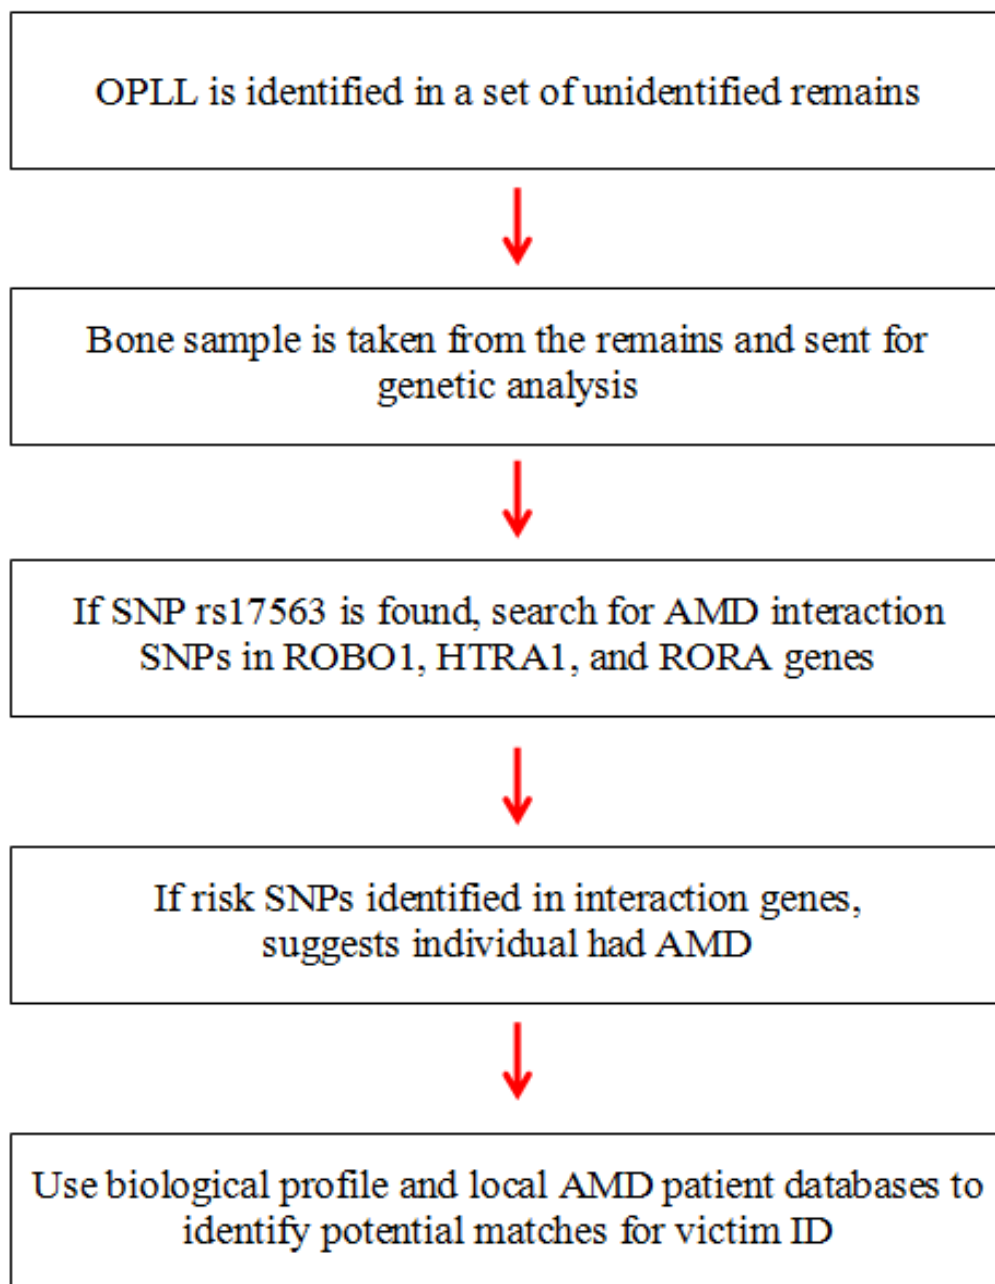 OPLL is identified in a set of unidentified remains
Bone sample is taken from the remains and sent for
genetic analysis
If SNP rs17563 is found, search for AMD interaction
SNPs in ROBO1, HTRA1, and RORA genes
If risk SNPs identified in interaction genes,
suggests individual had AMD
Use biological profile and local AMD patient databases to
identify potential matches for victim ID